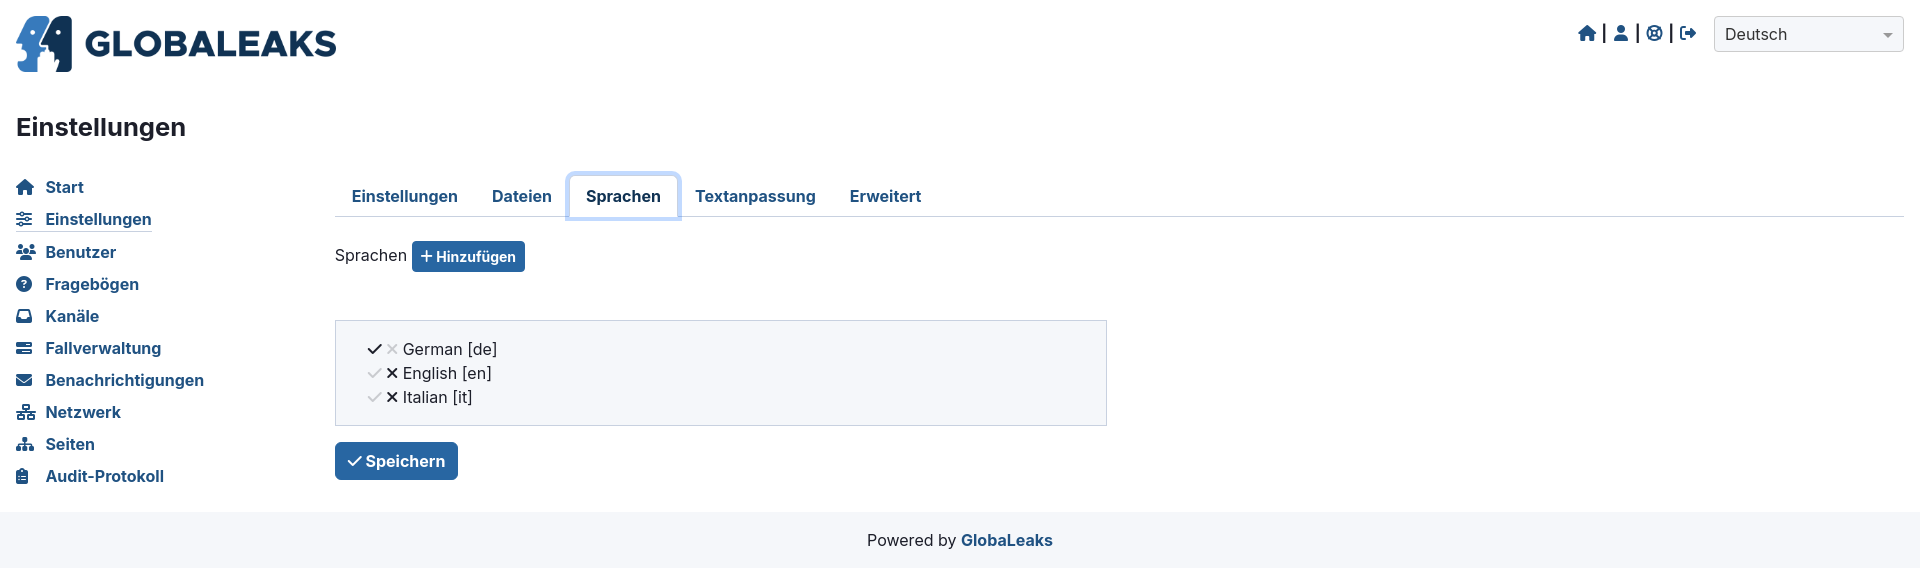 GLOBALEAKS
Deutsch
Einstellungen
Start
Einstellungen
Benutzer
Fragebögen
Kanäle
Fallverwaltung
Benachrichtigungen
Netzwerk
Seiten
Audit-Protokoll
Einstellungen Dateien Sprachen Textanpassung Erweitert
Sprachen Hinzufügen
German [de]
English [en]
Italian [it]
Speichern
Powered by GlobaLeaks